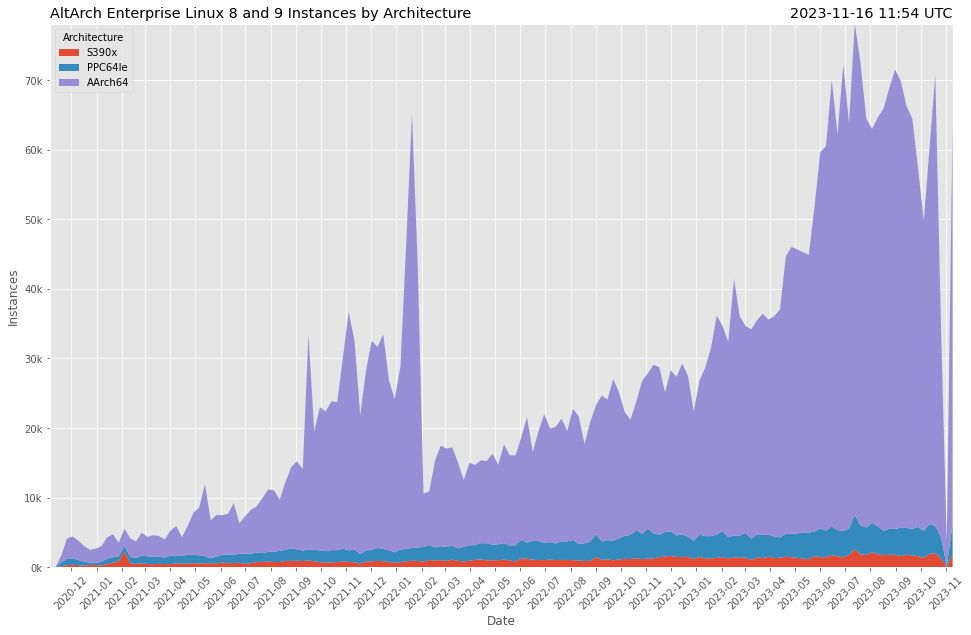 AltArch Enterprise Linux 8 and 9 Instances by Architecture
2023-11-16 11:54 UTC
Architecture
S390x
PPC64le
AArch64
70k
60k
50k
40k
30k
20k
10k
0k
Instances
2020-12
2021-01
2021-02
2021-03
2021-04
2021-05
2021-06
2021-07
2021-08
2021-09
2021-10
2021-11
2021-12
2022-01
2022-02
2022-03
2022-04
2022-05
2022-06
2022-07
2022-08
2022-09
2022-10
2022-11
2022-12
2023-01
2023-02
2023-03
2023-04
2023-05
2023-06
2023-07
2023-08
2023-09
2023-10
2023-11
Date